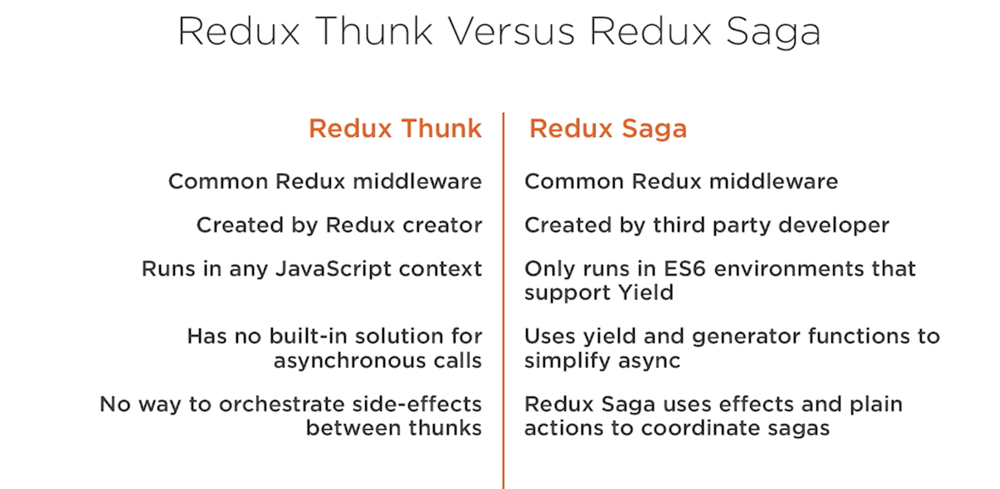 Redux Thunk Versus Redux Saga
Redux Thunk
Common Redux middleware
Created by Redux creator
Runs in any JavaScript context
Has no built-in solution for
asynchronous calls
No way to orchestrate side-effects
between thunks
Redux Saga
Common Redux middleware
Created by third party developer
Only runs in ES6 environments that
support Yield
Uses yield and generator functions to
simplify async
Redux Saga uses effects and plain
actions to coordinate sagas